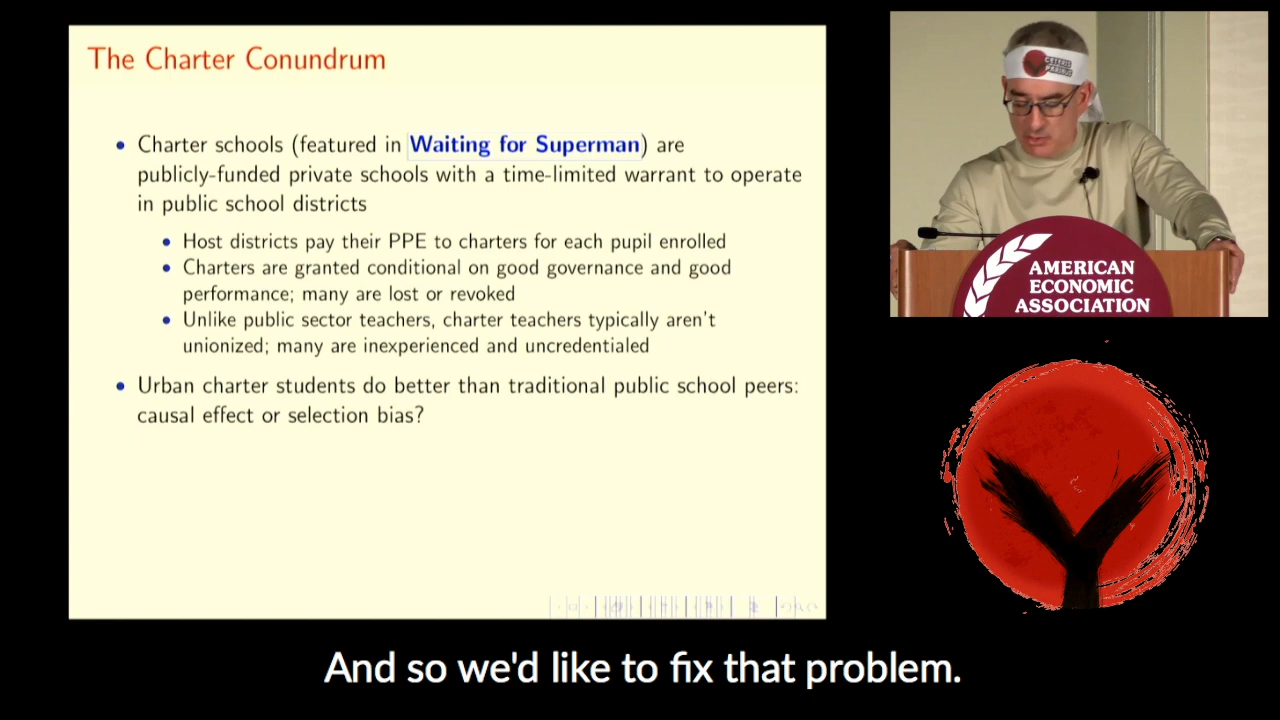 The Charter Conundrum
Charter schools (featured in Waiting for Superman) are
publicly-funded private schools with a time-limited warrant to operate
in public school districts
Host districts pay their PPE to charters for each pupil enrolled
Charters are granted conditional on good governance and good
performance; many are lost or revoked
Unlike public sector teachers, charter teachers typically aren't
unionized; many are inexperienced and uncredentialed
Urban charter students do better than traditional public school peers:
causal effect or selection bias?
AMERICAN
ECONOMIC
ASSOCIATION
And so we'd like to fix that problem.